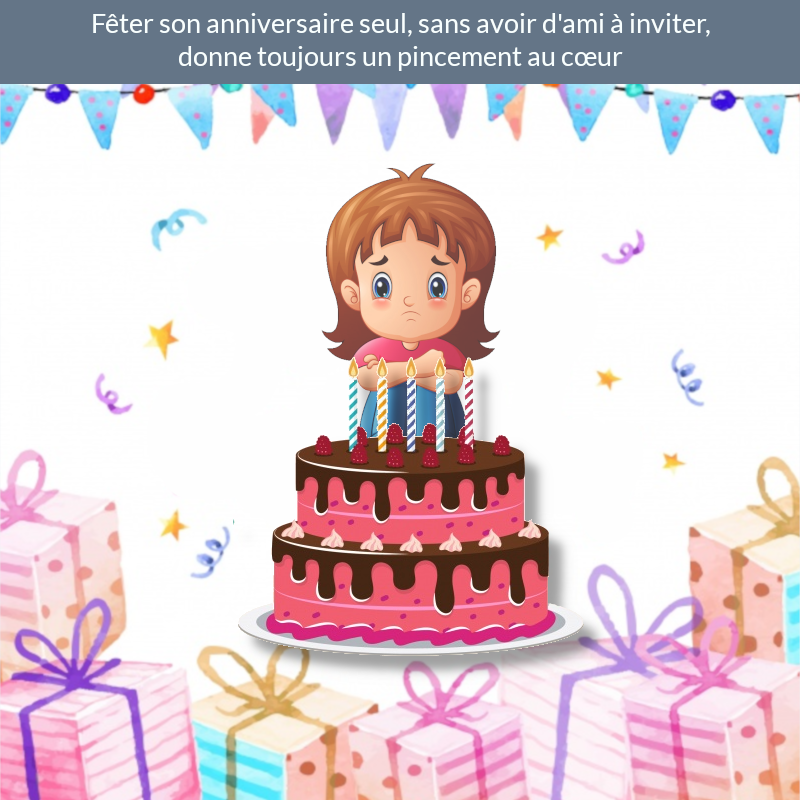 Fêter son anniversaire seul, sans avoir d'ami à inviter,
donne toujours un pincement au cœur